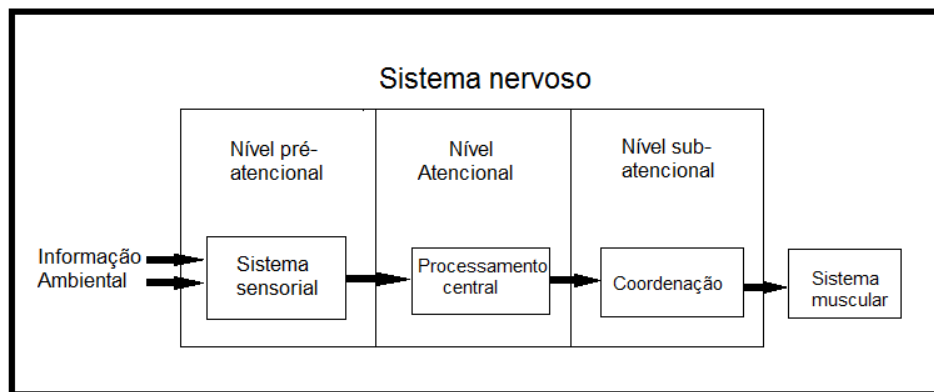 Sistema nervoso
Nível pré-
atencional
Nível
Atencional
Nível sub-
atencional
Informação
Ambiental
Sistema
sensorial
Processamento
central
Coordenação
Sistema
muscular